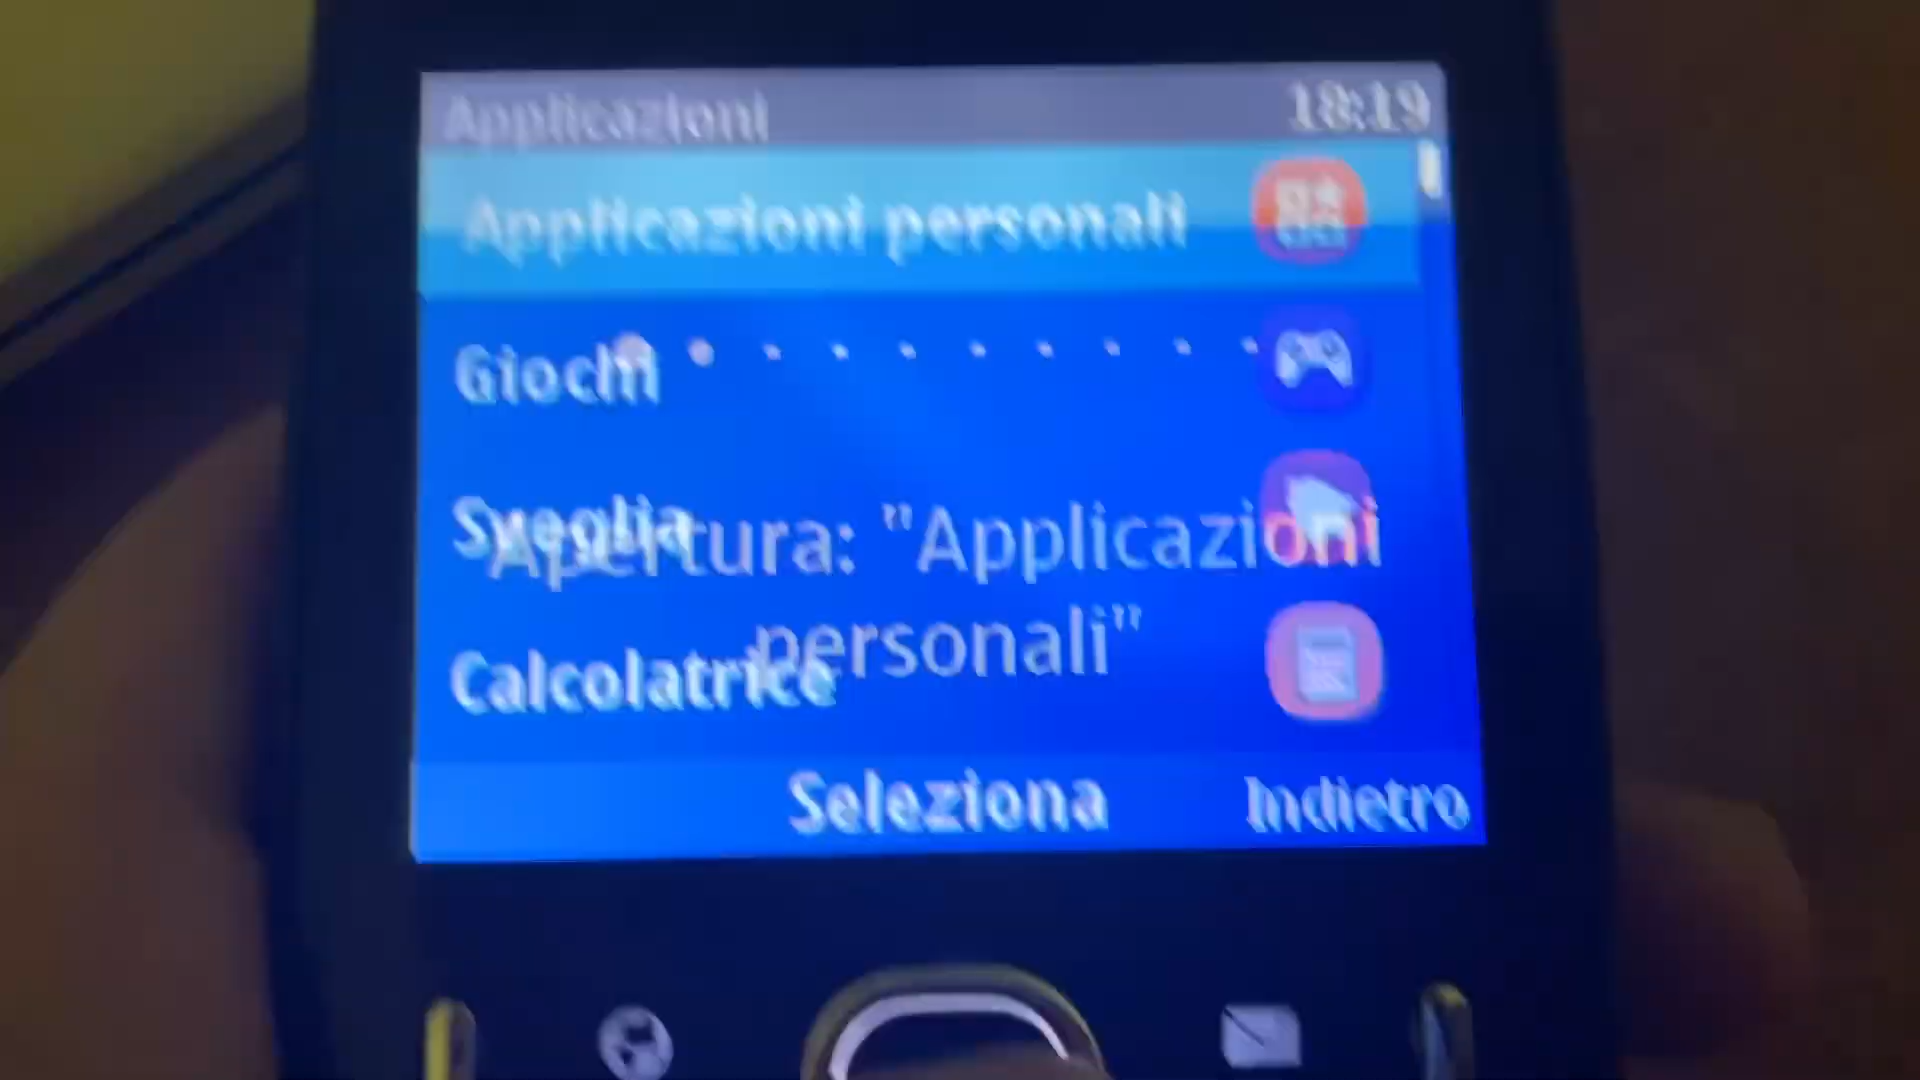 Applicazioni 18:19
Applicazioni personali
Giochi
Sveglia
Apertura: "Applicazioni
personali"
Calcolatrice
Seleziona Indietro